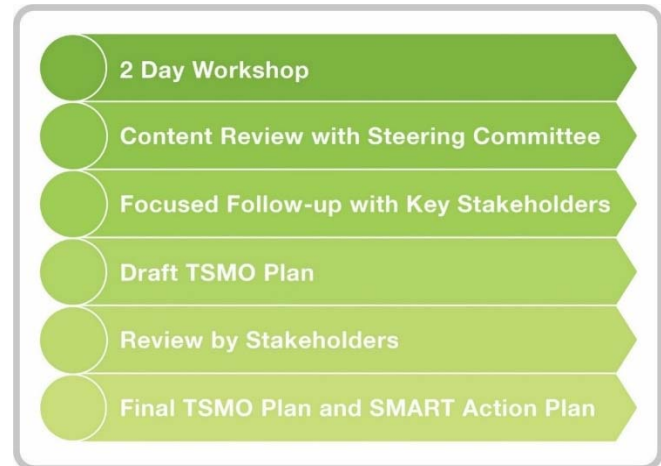 2 Day Workshop
Content Review with Steering Committee
Focused Follow-up with Key Stakeholders
Draft TSMO Plan
Review by Stakeholders
Final TSMO Plan and SMART Action Plan